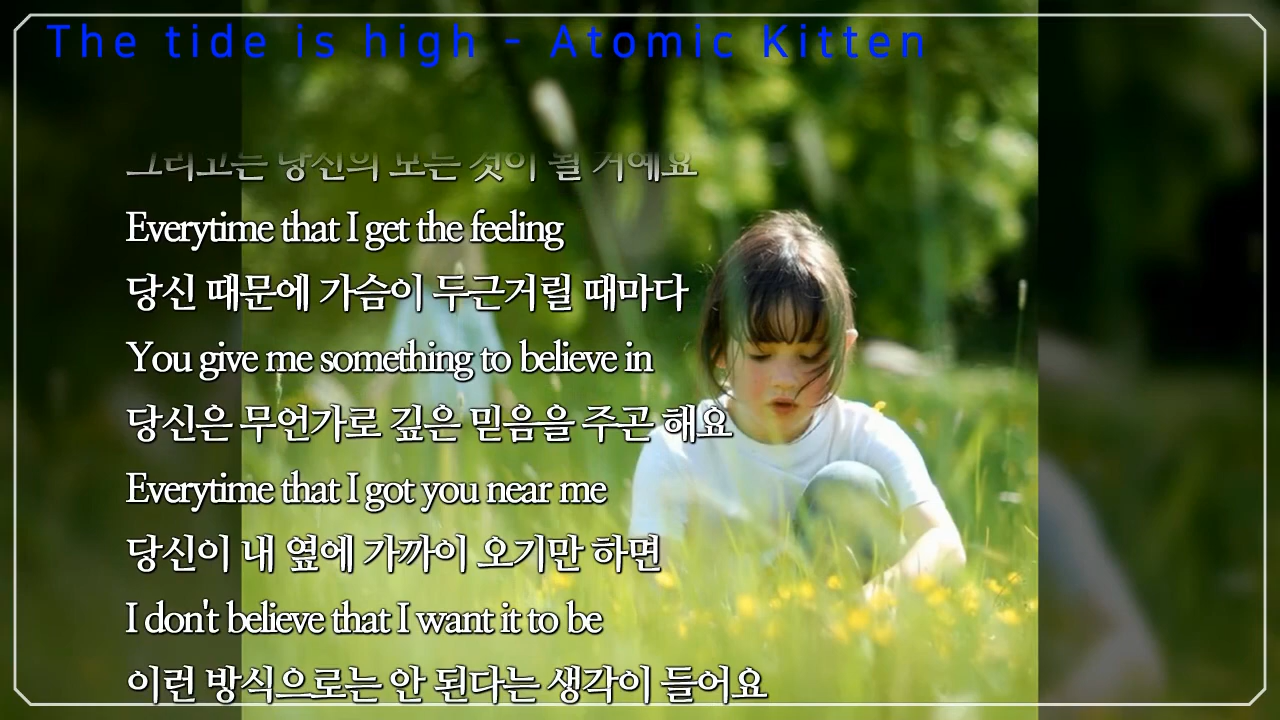 The tide is high - Atomic Kitten
그리고는 당신의 모든 것이 될 거예요
Everytime that I get the feeling
당신 때문에 가슴이 두근거릴 때마다
You give me something to believe in
당신은 무언가로 깊은 믿음을 주곤 해요
Everytime that I got you near me
당신이 내 옆에 가까이 오기만 하면
I don't believe that I want it to be
이런 방식으로는 안 된다는 생각이 들어요